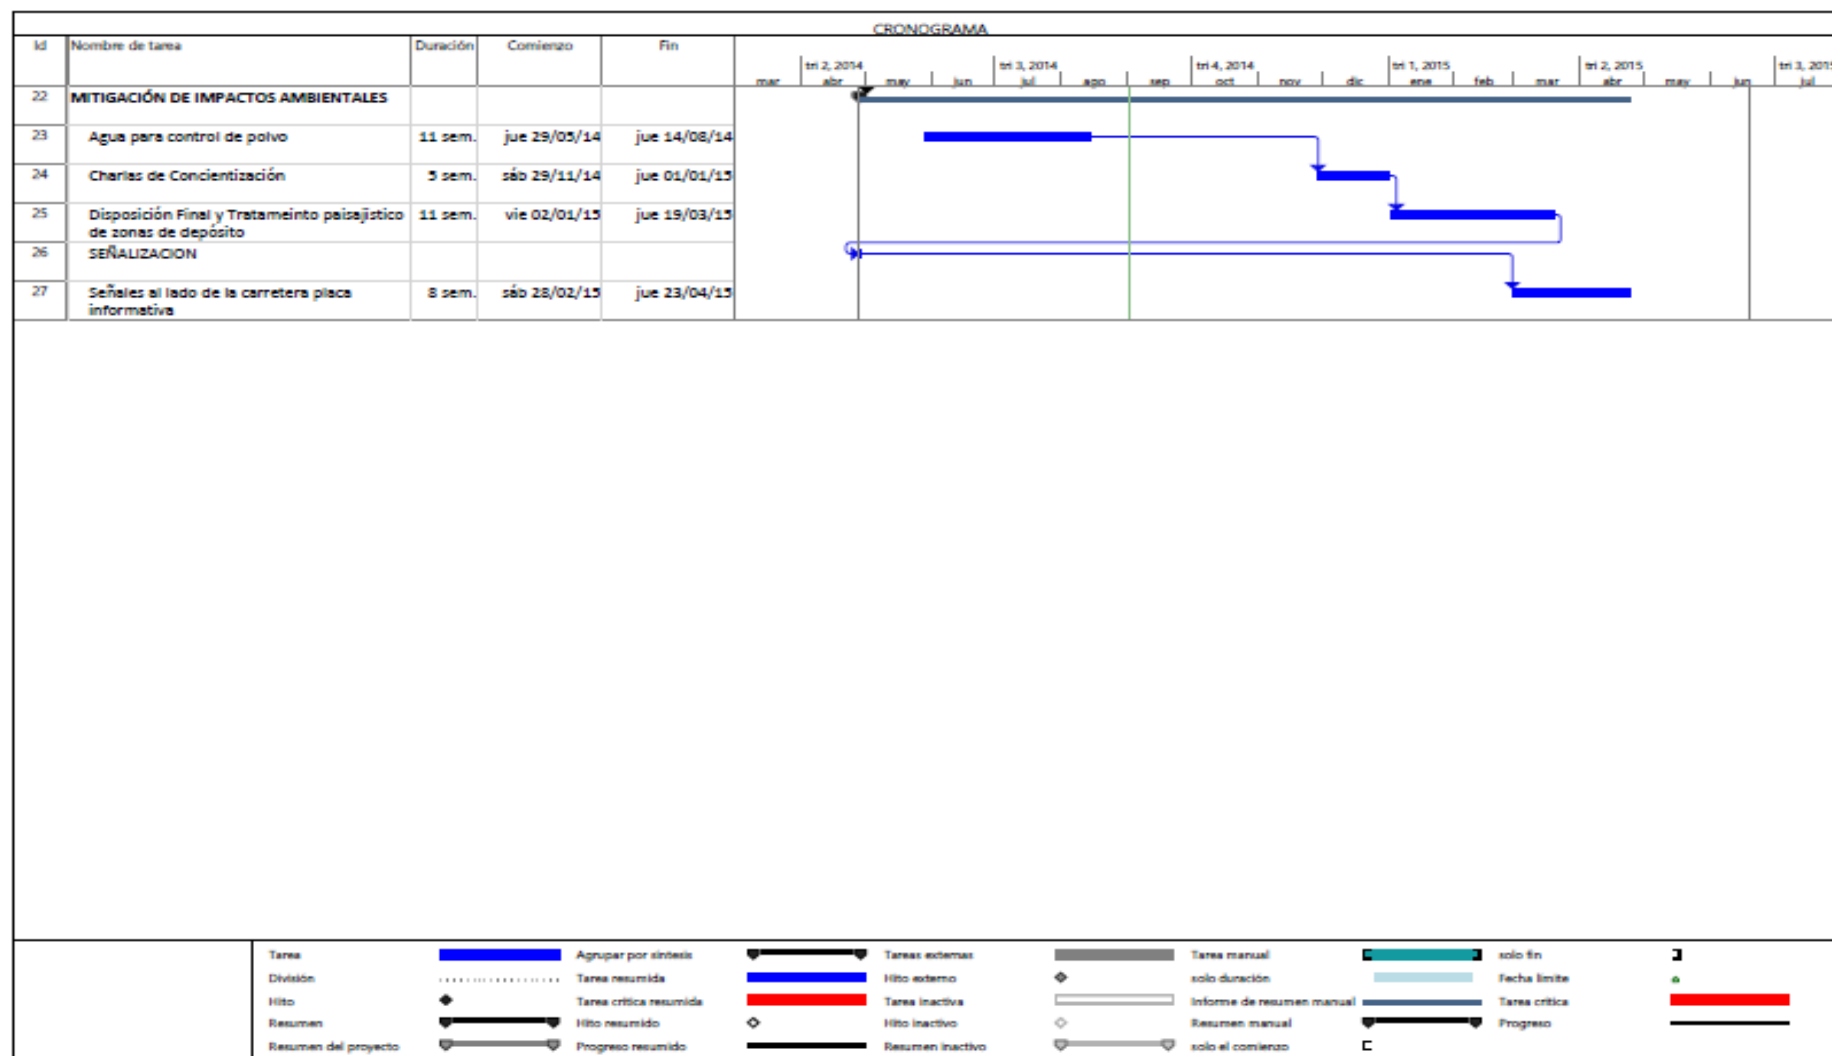 CRONOGRAMA
Id Nombre de tarea Duración Comienzo Fin
tri 2, 2014 tri 3, 2014 tri 4, 2014 tri 1, 2015 tri 2, 2015 tri 3, 2015
mar abr may jun jul ago sep oct nov dic ene feb mar abr may jun jul
22 MITIGACIÓN DE IMPACTOS AMBIENTALES
23 Agua para control de polvo 11 sem. jue 29/05/14 jue 14/08/14
24 Charlas de Concientización 5 sem. sáb 29/11/14 jue 01/01/15
25 Disposición Final y Tratameinto paisajistico 11 sem. vie 02/01/15 jue 19/03/15
de zonas de depósito
26 SEÑALIZACION
27 Señales al lado de la carretera placa 8 sem. sáb 28/02/15 jue 23/04/15
informativa
Tarea Agrupar por síntesis Tareas externas Tarea manual solo fin
División Tarea resumida Hito externo solo duración Fecha límite
Hito Tarea crítica resumida Tarea inactiva Informe de resumen manual Tarea crítica
Resumen Hito resumido Hito inactivo Resumen manual Progreso
Resumen del proyecto Progreso resumido Resumen inactivo solo el comienzo